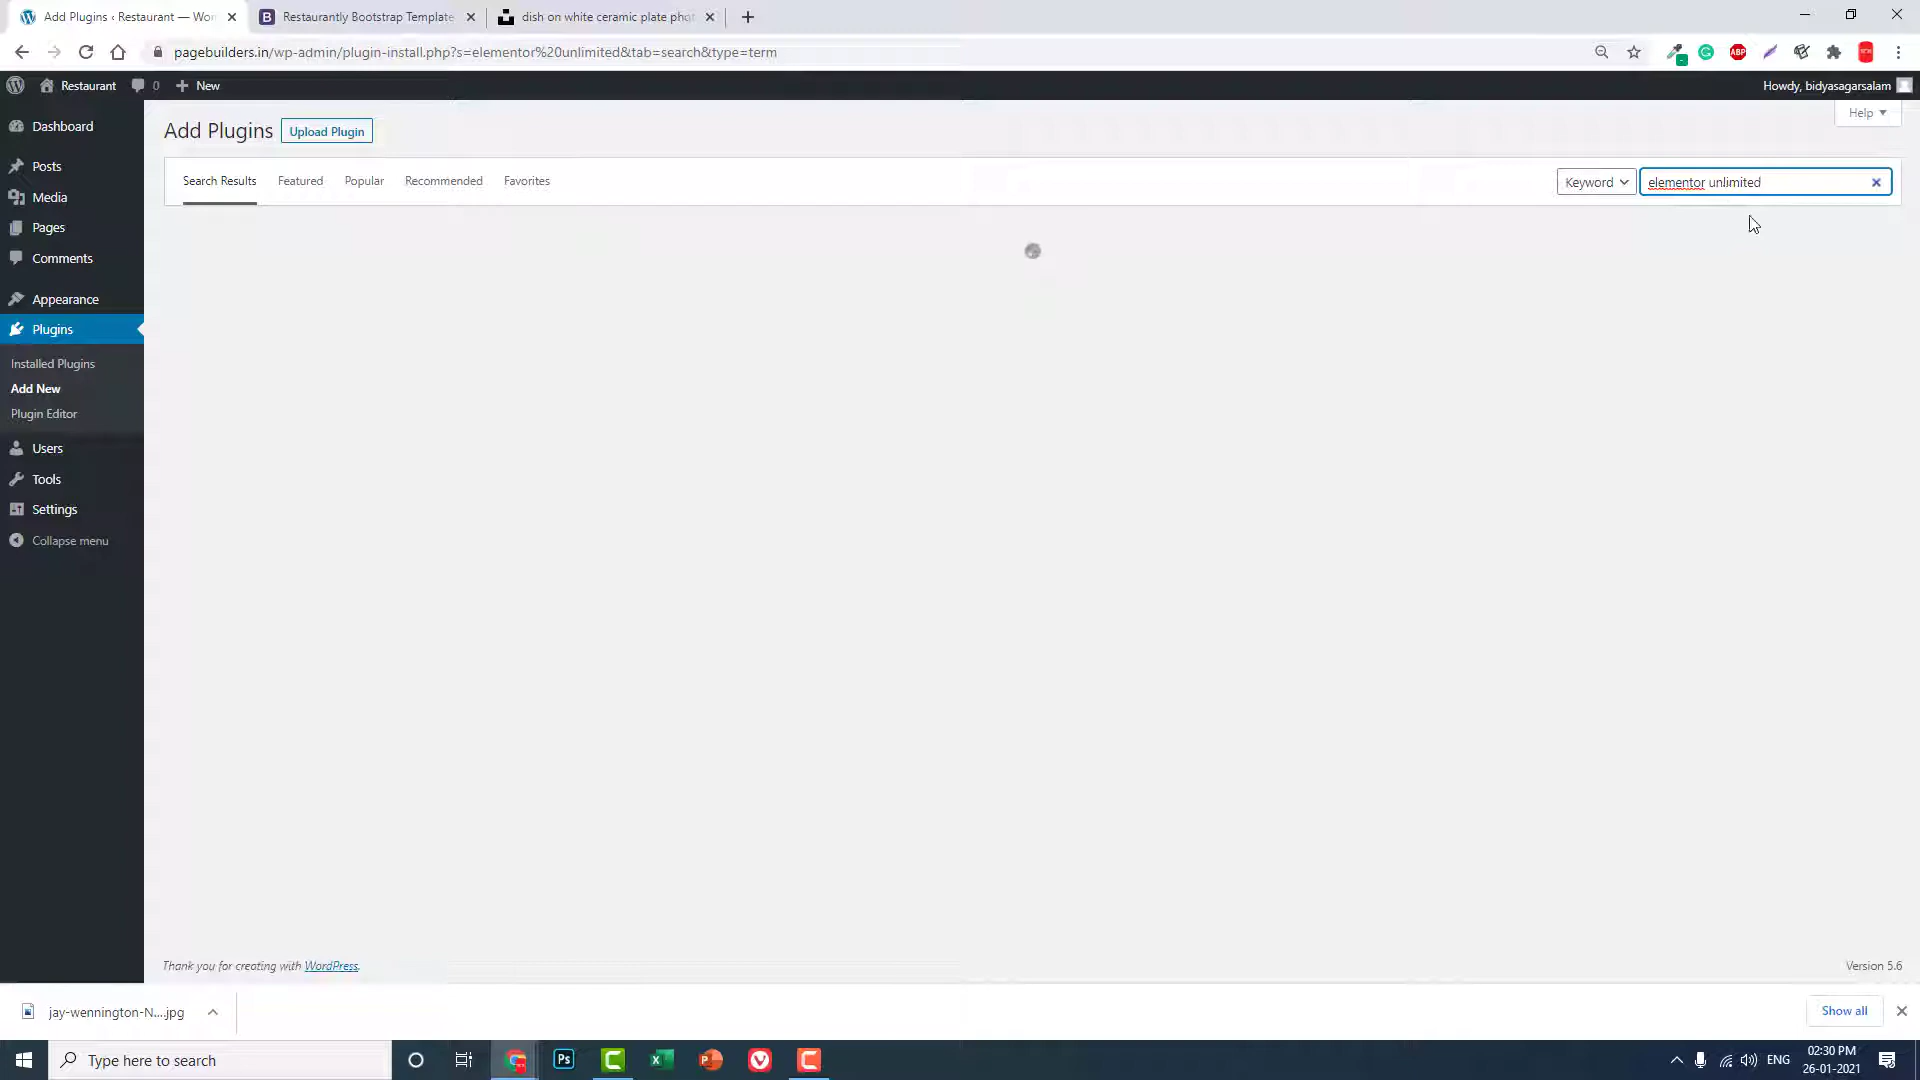 Add Plugins ‹ Restaurant — Wor
Restaurantly Bootstrap Template
dish on white ceramic plate phot
pagebuilders.in/wp-admin/plugin-install.php?s=elementor%20unlimited&tab=search&type=term
ABP
Restaurant
0
New
Howdy, bidyasagarsalam
Dashboard
Posts
Media
Pages
Comments
Appearance
Plugins
Installed Plugins
Add New
Plugin Editor
Users
Tools
Settings
Collapse menu
Add Plugins
Upload Plugin
Help
Search Results
Featured
Popular
Recommended
Favorites
Keyword
elementor unlimited
Thank you for creating with WordPress.
Version 5.6
jay-wennington-N....jpg
Show all
Type here to search
Ps
ENG
02:30 PM
26-01-2021